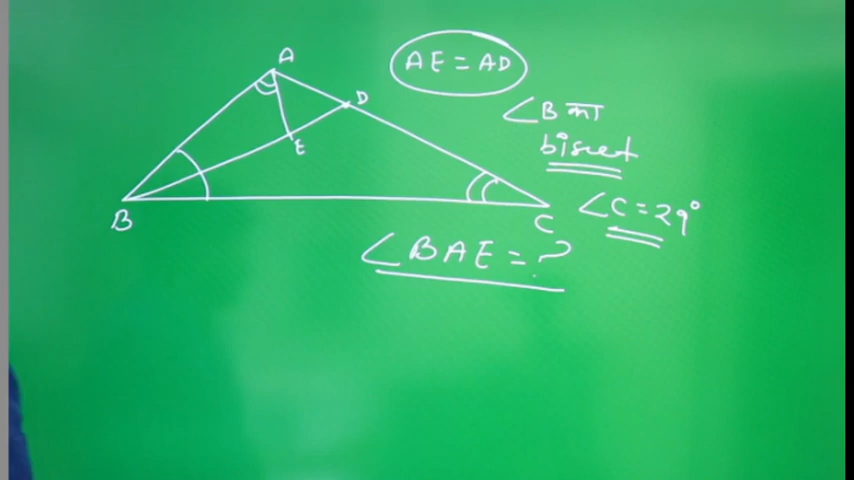 A
AE = AD
D
∠B का
E
bisect
B
C
∠C = 29°
∠BAE = ?